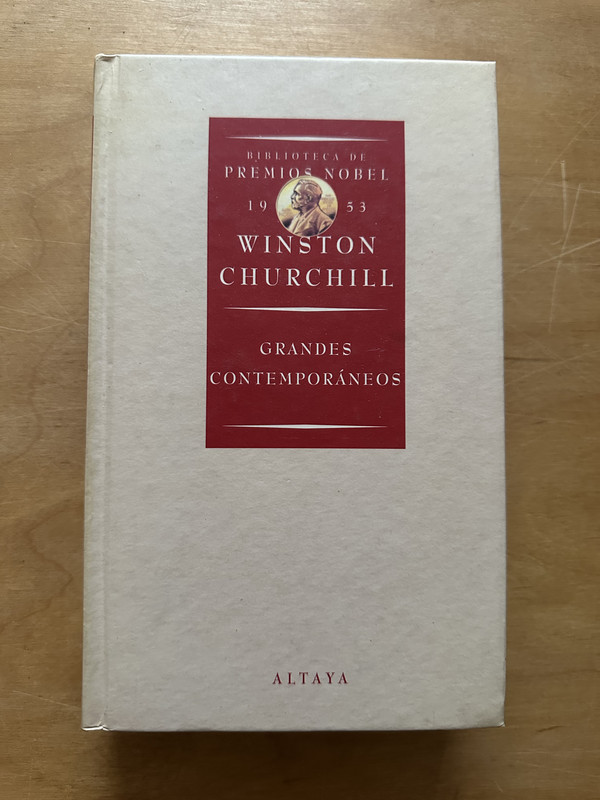 BIBLIOTECA DE
PREMIOS NOBEL
19 53
WINSTON
CHURCHILL
GRANDES
CONTEMPORÁNEOS
ALTAYA